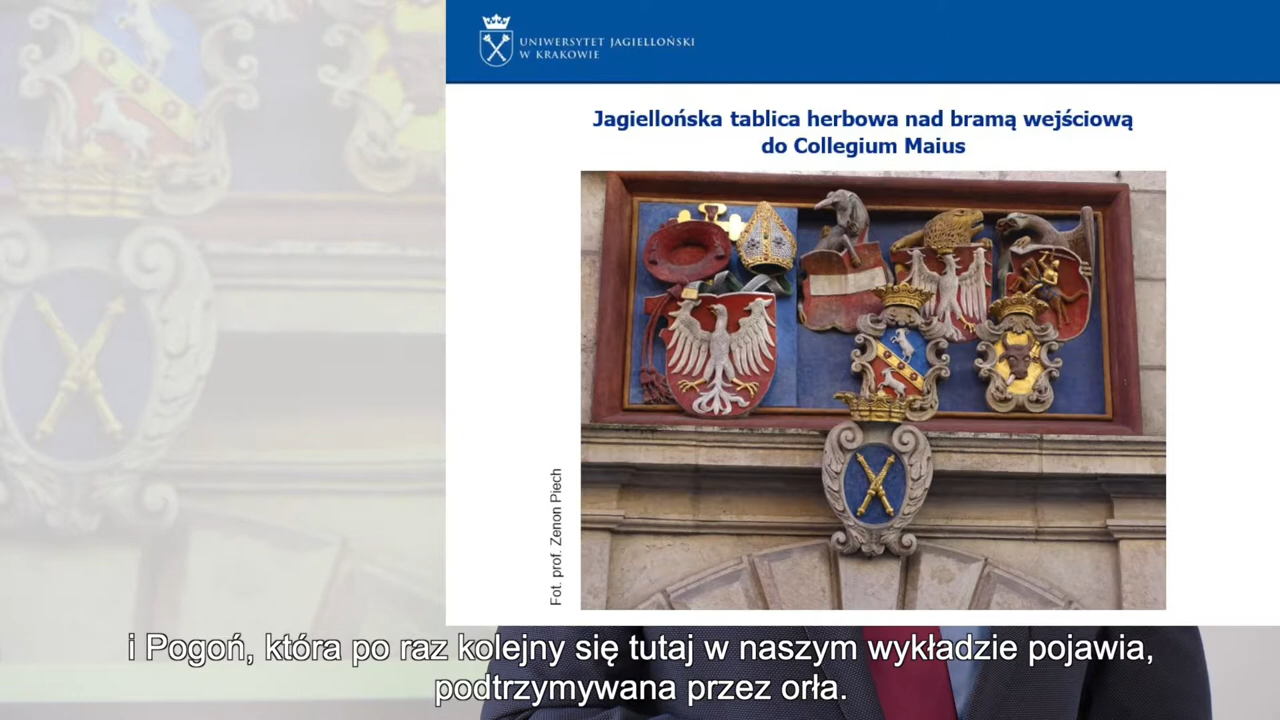 UNIWERSYTET JAGIELLOŃSKI
W KRAKOWIE
Jagiellońska tablica herbowa nad bramą wejściową
do Collegium Maius
Fot. prof. Zenon Piech
i Pogoń, która po raz kolejny się tutaj w naszym wykładzie pojawia,
podtrzymywana przez orła.